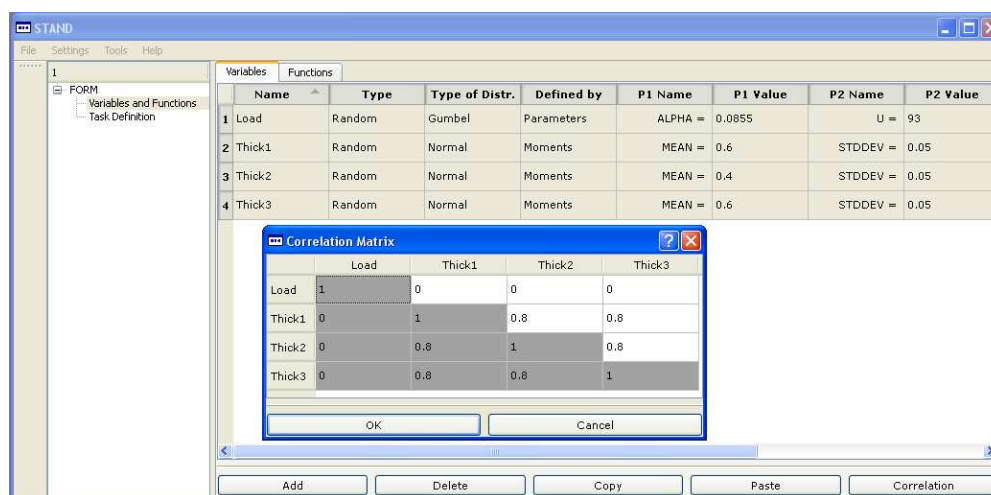 STAND
File Settings Tools Help
1
FORM
Variables and Functions
Task Definition
Variables Functions
Name Type Type of Distr. Defined by P1 Name P1 Value P2 Name P2 Value
1 Load Random Gumbel Parameters ALPHA = 0.0855 U = 93
2 Thick1 Random Normal Moments MEAN = 0.6 STDDEV = 0.05
3 Thick2 Random Normal Moments MEAN = 0.4 STDDEV = 0.05
4 Thick3 Random Normal Moments MEAN = 0.6 STDDEV = 0.05
Correlation Matrix
Load Thick1 Thick2 Thick3
Load 1 0 0 0
Thick1 0 1 0.8 0.8
Thick2 0 0.8 1 0.8
Thick3 0 0.8 0.8 1
OK Cancel
Add Delete Copy Paste Correlation